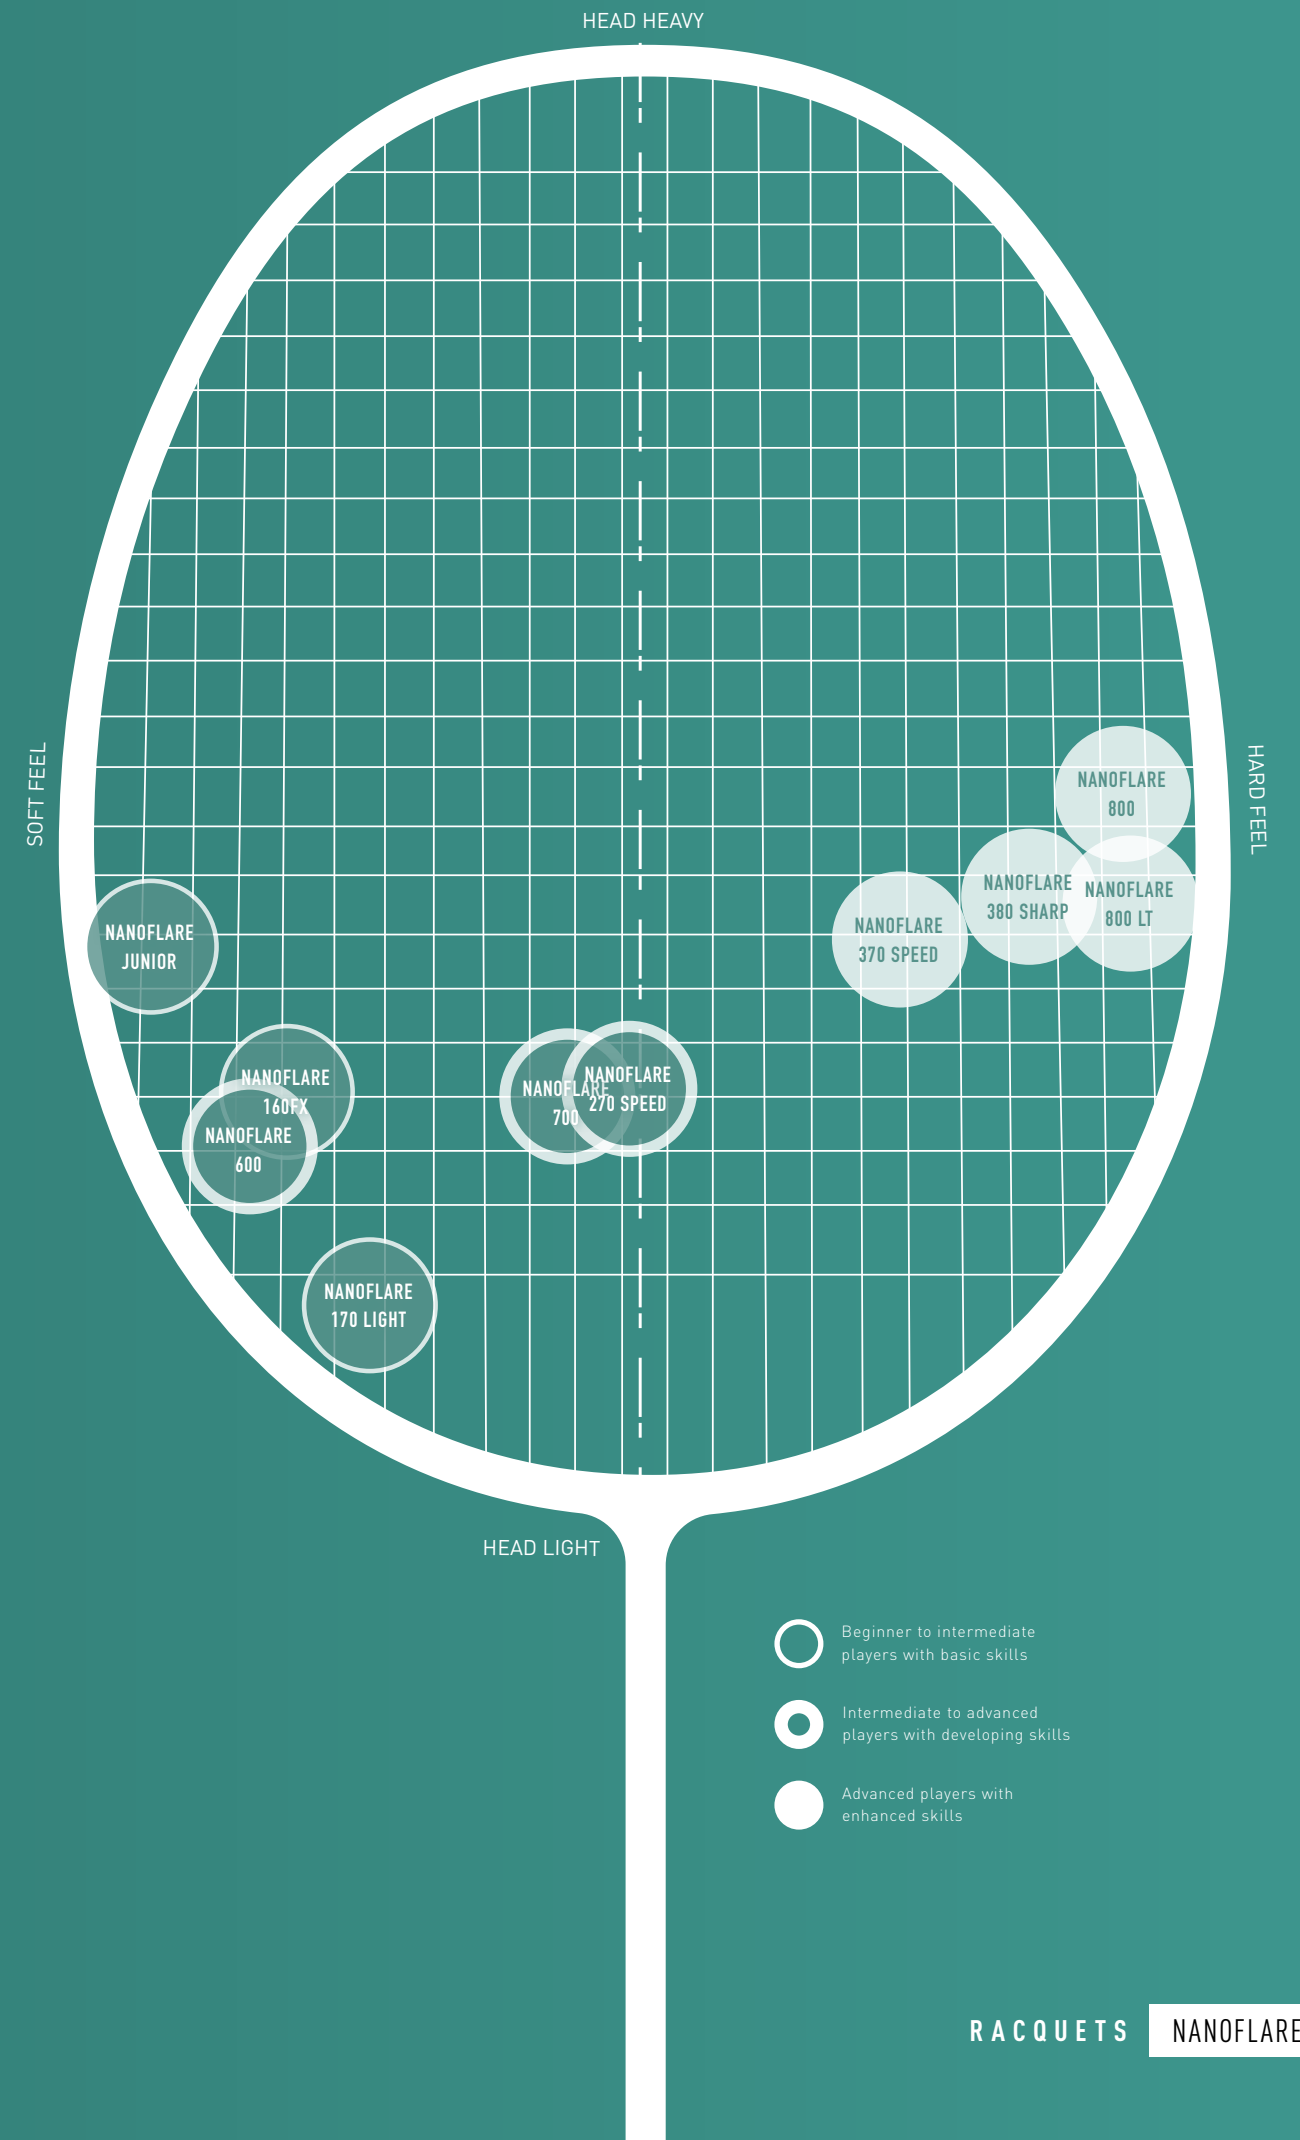 HEAD HEAVY
SOFT FEEL
HARD FEEL
NANOFLARE
800
NANOFLARE
380 SHARP
NANOFLARE
800 LT
NANOFLARE
370 SPEED
NANOFLARE
JUNIOR
NANOFLARE
160FX
NANOFLARE
600
NANOFLARE
700
NANOFLARE
270 SPEED
NANOFLARE
170 LIGHT
HEAD LIGHT
Beginner to intermediate
players with basic skills
Intermediate to advanced
players with developing skills
Advanced players with
enhanced skills
RACQUETS NANOFLARE